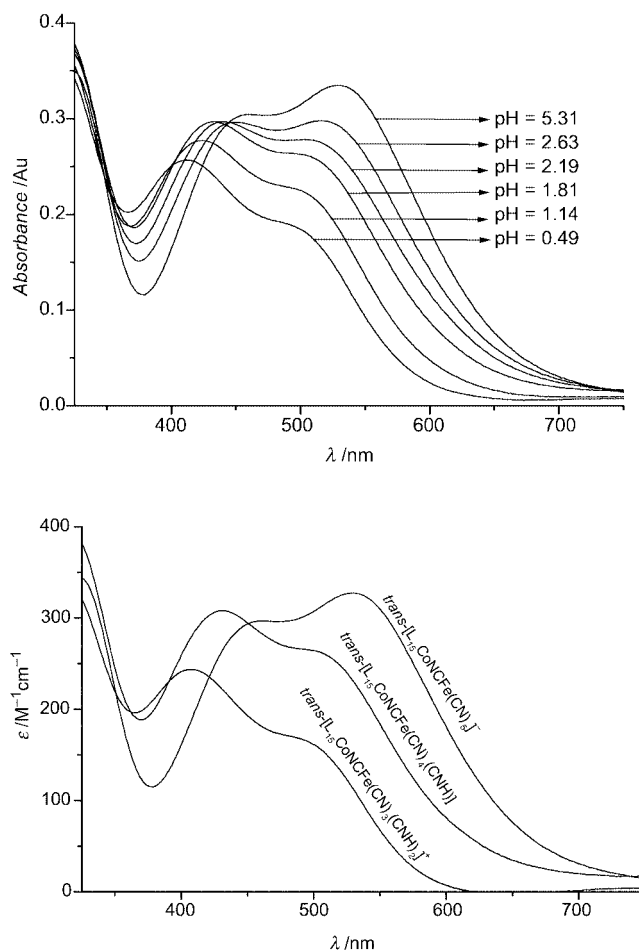 0.4
0.3
0.2
0.1
0.0
Absorbance /Au
pH = 5.31
pH = 2.63
pH = 2.19
pH = 1.81
pH = 1.14
pH = 0.49
400 500 600 700
λ /nm
400
300
200
100
0
ε /M⁻¹cm⁻¹
trans-[L₁₅CoNCFe(CN)₅]⁻
trans-[L₁₅CoNCFe(CN)₄(CNH)]
trans-[L₁₅CoNCFe(CN)₃(CNH)₂]⁺
400 500 600 700
λ /nm